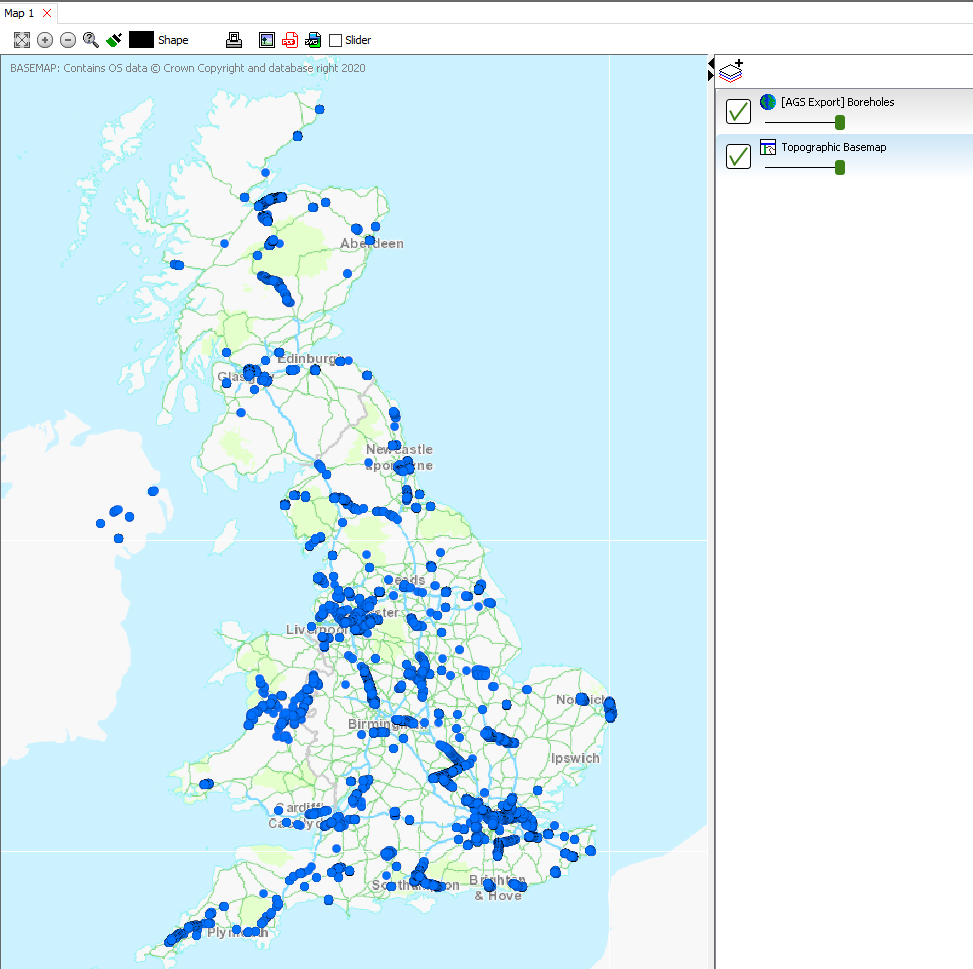 Map 1
Shape
Slider
BASEMAP: Contains OS data © Crown Copyright and database right 2020
[AGS Export] Boreholes
Topographic Basemap
Aberdeen
Edinburgh
Newcastle
Liverpool
Norwich
Birmingham
Ipswich
Cardiff
Southampton
Brighton
& Hove
Plymouth